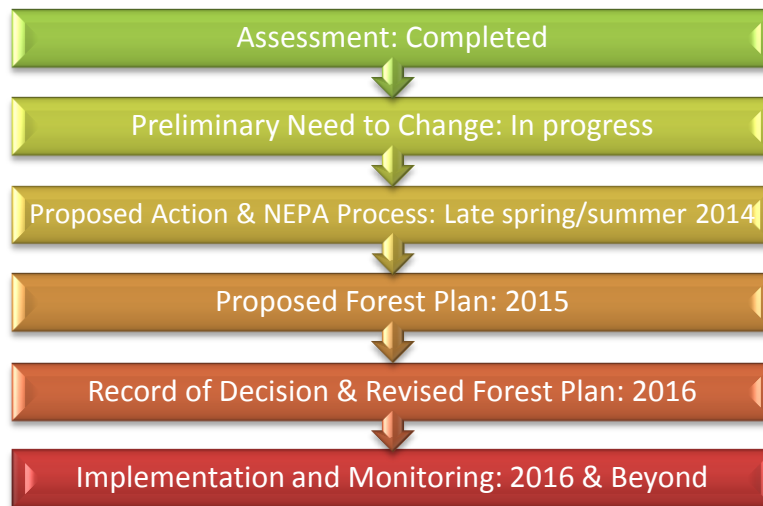 Assessment: Completed
Preliminary Need to Change: In progress
Proposed Action & NEPA Process: Late spring/summer 2014
Proposed Forest Plan: 2015
Record of Decision & Revised Forest Plan: 2016
Implementation and Monitoring: 2016 & Beyond